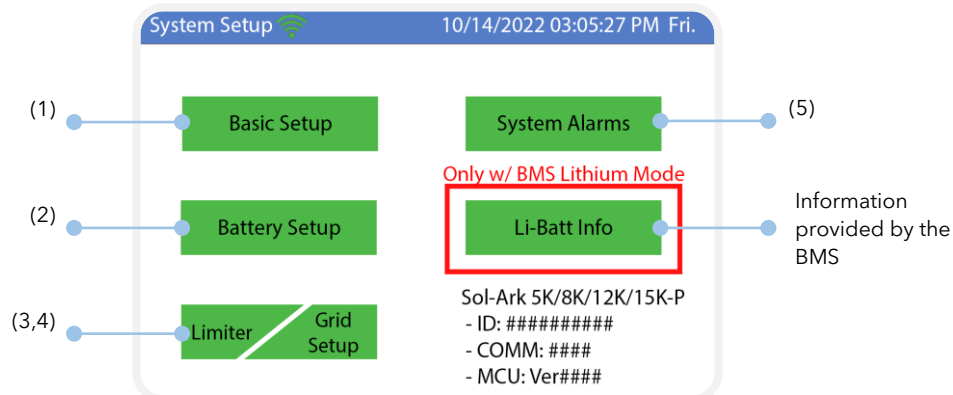 System Setup 10/14/2022 03:05:27 PM Fri.
(1)
Basic Setup
System Alarms
(5)
Only w/ BMS Lithium Mode
(2)
Battery Setup
Li-Batt Info
Information
provided by the
BMS
(3,4)
Limiter
Grid
Setup
Sol-Ark 5K/8K/12K/15K-P
- ID: ##########
- COMM: ####
- MCU: Ver####